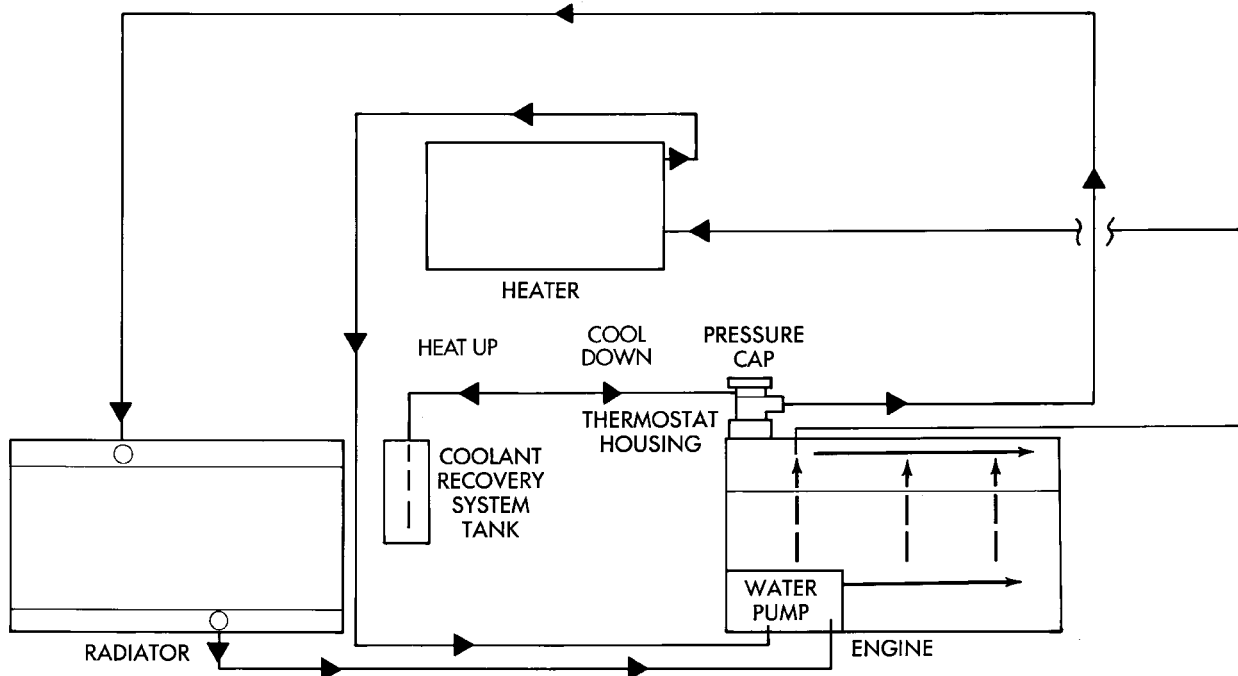 HEATER
HEAT UP
COOL
DOWN
PRESSURE
CAP
THERMOSTAT
HOUSING
COOLANT
RECOVERY
SYSTEM
TANK
WATER
PUMP
RADIATOR
ENGINE